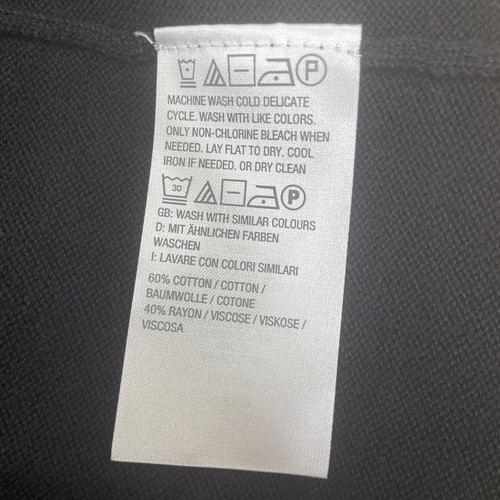 P
MACHINE WASH COLD DELICATE
CYCLE. WASH WITH LIKE COLORS.
ONLY NON-CHLORINE BLEACH WHEN
NEEDED. LAY FLAT TO DRY. COOL
IRON IF NEEDED. OR DRY CLEAN
30 P
GB: WASH WITH SIMILAR COLOURS
D: MIT ÄHNLICHEN FARBEN
WASCHEN
I: LAVARE CON COLORI SIMILARI
60% COTTON / COTTON /
BAUMWOLLE / COTONE
40% RAYON / VISCOSE / VISKOSE /
VISCOSA